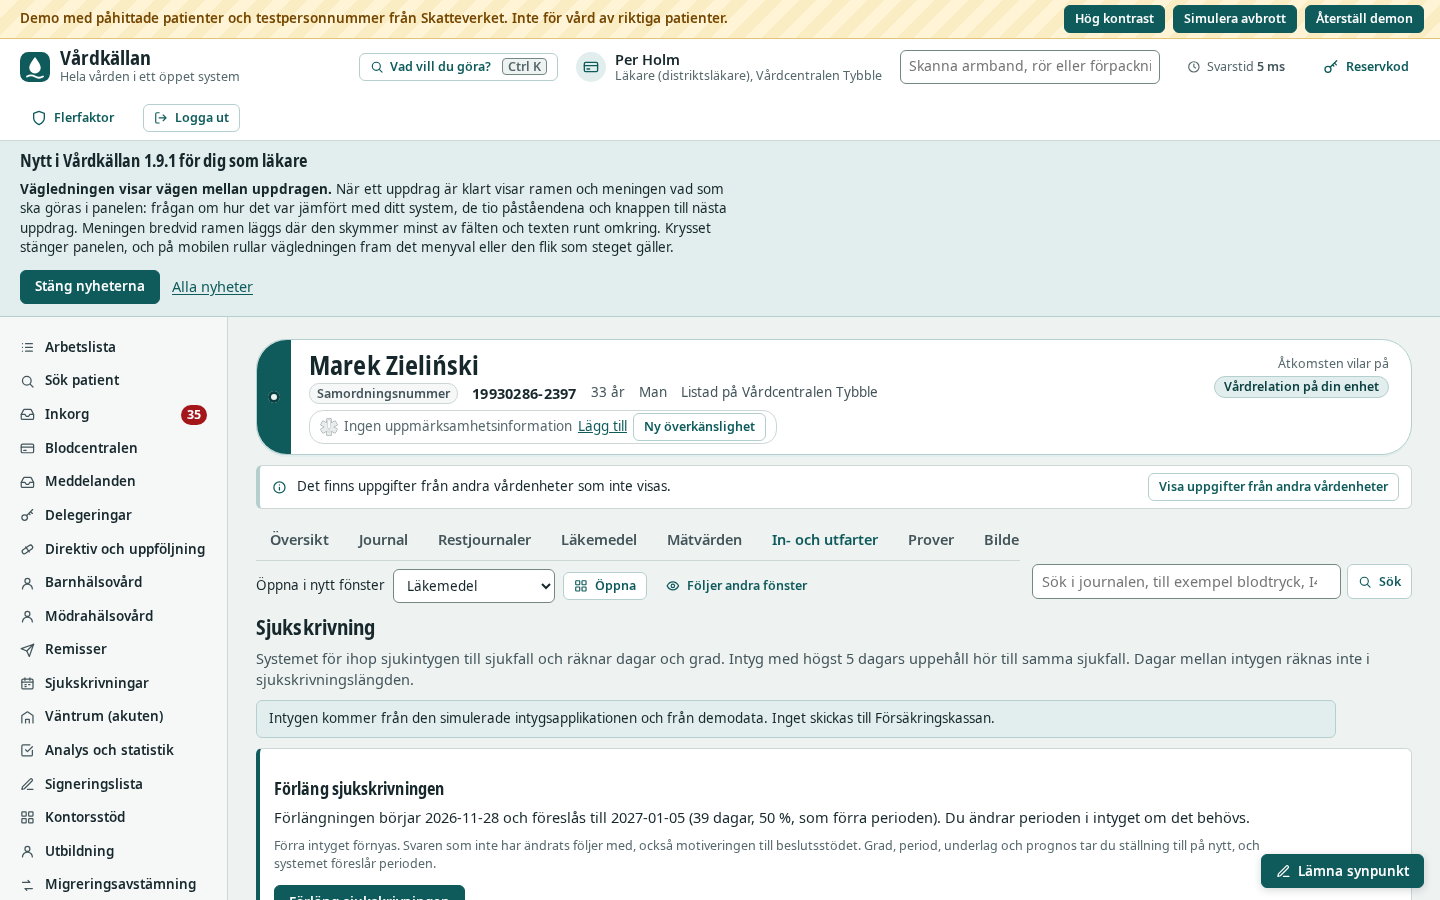 Demo med påhittade patienter och testpersonnummer från Skatteverket. Inte för vård av riktiga patienter.
Hög kontrast
Simulera avbrott
Återställ demon
Vårdkällan
Hela vården i ett öppet system
Vad vill du göra? Ctrl K
Per Holm
Läkare (distriktsläkare), Vårdcentralen Tybble
Skanna armband, rör eller förpackni
Svarstid 5 ms
Reservkod
Flerfaktor
Logga ut
Nytt i Vårdkällan 1.9.1 för dig som läkare
Vägledningen visar vägen mellan uppdragen. När ett uppdrag är klart visar ramen och meningen vad som
ska göras i panelen: frågan om hur det var jämfört med ditt system, de tio påståendena och knappen till nästa
uppdrag. Meningen bredvid ramen läggs där den skymmer minst av fälten och texten runt omkring. Krysset
stänger panelen, och på mobilen rullar vägledningen fram det menyval eller den flik som steget gäller.
Stäng nyheterna
Alla nyheter
Arbetslista
Sök patient
Inkorg 35
Blodcentralen
Meddelanden
Delegeringar
Direktiv och uppföljning
Barnhälsovård
Mödrahälsovård
Remisser
Sjukskrivningar
Väntrum (akuten)
Analys och statistik
Signeringslista
Kontorsstöd
Utbildning
Migreringsavstämning
Marek Zieliński
Samordningsnummer 19930286-2397 33 år Man Listad på Vårdcentralen Tybble
Ingen uppmärksamhetsinformation Lägg till Ny överkänslighet
Åtkomsten vilar på
Vårdrelation på din enhet
Det finns uppgifter från andra vårdenheter som inte visas.
Visa uppgifter från andra vårdenheter
Översikt Journal Restjournaler Läkemedel Mätvärden In- och utfarter Prover Bilde
Öppna i nytt fönster Läkemedel Öppna Följer andra fönster
Sök i journalen, till exempel blodtryck, I4 Sök
Sjukskrivning
Systemet för ihop sjukintygen till sjukfall och räknar dagar och grad. Intyg med högst 5 dagars uppehåll hör till samma sjukfall. Dagar mellan intygen räknas inte i
sjukskrivningslängden.
Intygen kommer från den simulerade intygsapplikationen och från demodata. Inget skickas till Försäkringskassan.
Förläng sjukskrivningen
Förlängningen börjar 2026-11-28 och föreslås till 2027-01-05 (39 dagar, 50 %, som förra perioden). Du ändrar perioden i intyget om det behövs.
Förra intyget förnyas. Svaren som inte har ändrats följer med, också motiveringen till beslutsstödet. Grad, period, underlag och prognos tar du ställning till på nytt, och
systemet föreslår perioden.
Förläng sjukskrivningen
Lämna synpunkt